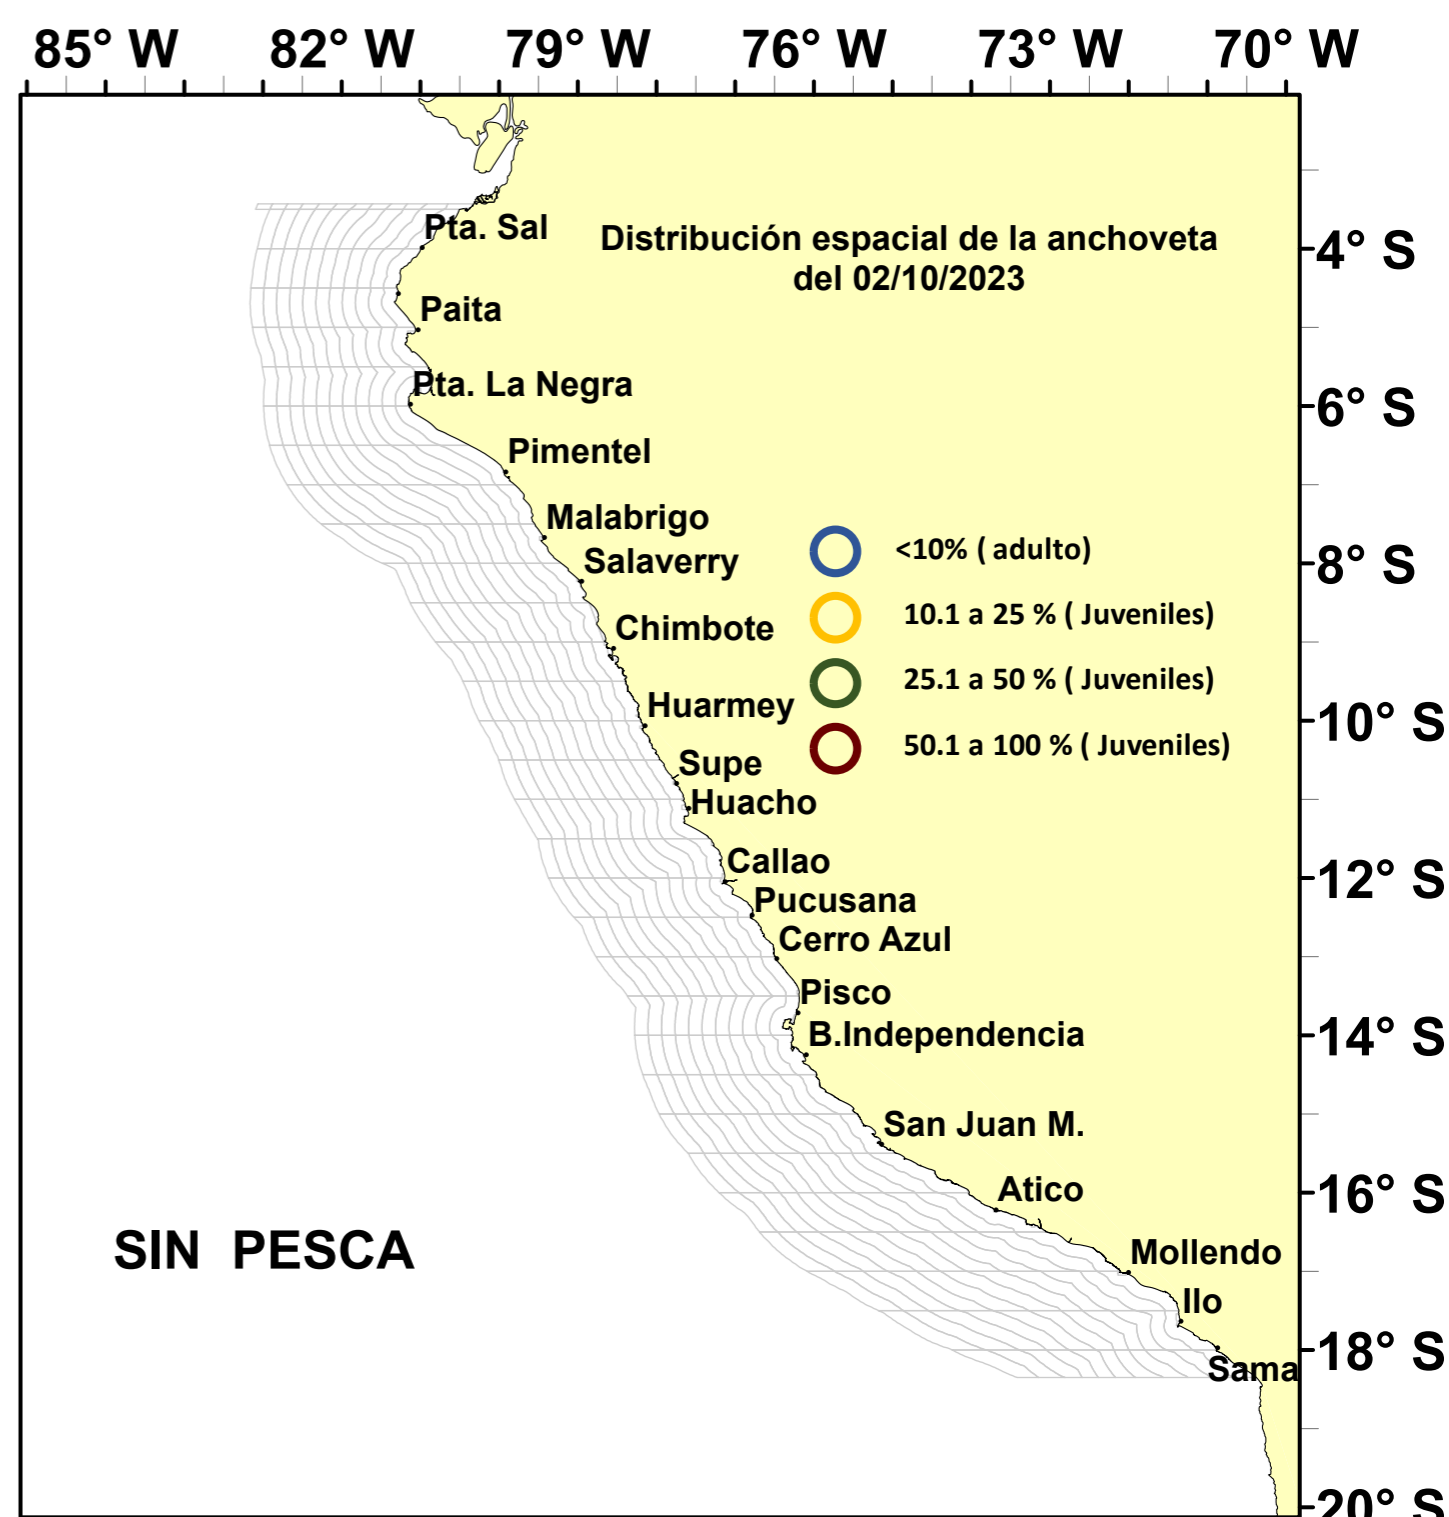 85° W 82° W 79° W 76° W 73° W 70° W
Pta. Sal
Distribución espacial de la anchoveta
del 02/10/2023
4° S
Paita
Pta. La Negra
6° S
Pimentel
Malabrigo
Salaverry
<10% ( adulto)
8° S
10.1 a 25 % ( Juveniles)
Chimbote
25.1 a 50 % ( Juveniles)
Huarmey
10° S
50.1 a 100 % ( Juveniles)
Supe
Huacho
Callao
12° S
Pucusana
Cerro Azul
Pisco
B.Independencia
14° S
San Juan M.
Atico
16° S
SIN PESCA
Mollendo
Ilo
18° S
Sama
20° S